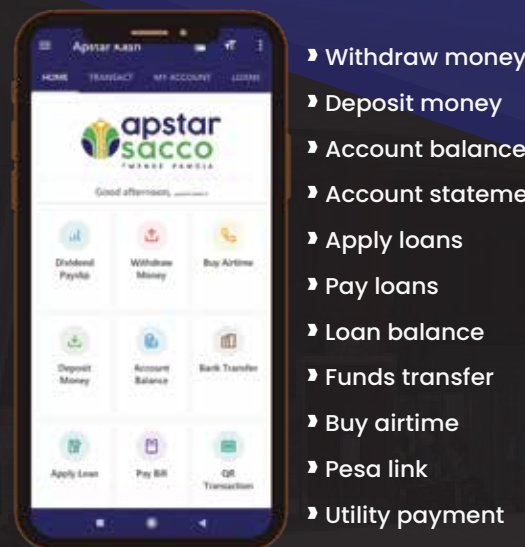 Apstar Kash
HOME TRANSACT MY ACCOUNT LOANS
apstar
sacco
TWENDE PAMOJA
Good afternoon,
Dividend
Payslip
Withdraw
Money
Buy Airtime
Deposit
Money
Account
Balance
Bank Transfer
Apply Loan
Pay Bill
QR
Transaction
Withdraw money
Deposit money
Account balance
Account stateme
Apply loans
Pay loans
Loan balance
Funds transfer
Buy airtime
Pesa link
Utility payment